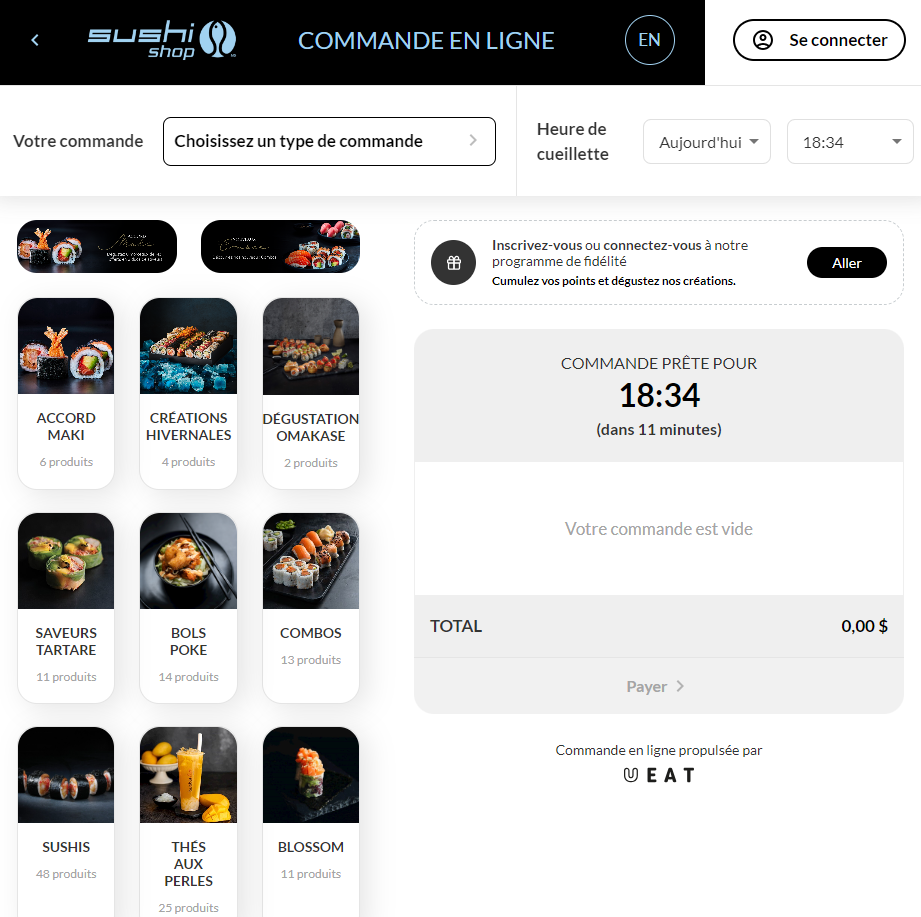 sushi
shop
COMMANDE EN LIGNE
EN
Se connecter
Votre commande
Choisissez un type de commande
Heure de
cueillette
Aujourd'hui
18:34
Inscrivez-vous ou connectez-vous à notre
programme de fidélité
Cumulez vos points et dégustez nos créations.
Aller
ACCORD
MAKI
6 produits
CRÉATIONS
HIVERNALES
4 produits
DÉGUSTATION
OMAKASE
2 produits
COMMANDE PRÊTE POUR
18:34
(dans 11 minutes)
Votre commande est vide
SAVEURS
TARTARE
11 produits
BOLS
POKE
14 produits
COMBOS
13 produits
TOTAL
0,00 $
Payer
Commande en ligne propulsée par
UEAT
SUSHIS
48 produits
THÉS
AUX
PERLES
25 produits
BLOSSOM
11 produits